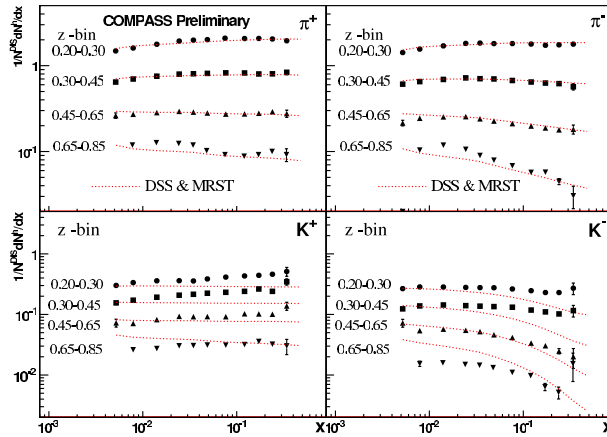 COMPASS Preliminary
π+
π-
1/N^DIS dN^h/dx
z -bin
0.20-0.30
0.30-0.45
0.45-0.65
0.65-0.85
1
10^-1
DSS & MRST
z -bin
0.20-0.30
0.30-0.45
0.45-0.65
0.65-0.85
DSS & MRST
1/N^DIS dN^h/dx
z -bin
K+
0.20-0.30
0.30-0.45
0.45-0.65
0.65-0.85
1
10^-1
10^-2
z -bin
K-
0.20-0.30
0.30-0.45
0.45-0.65
0.65-0.85
10^-3 10^-2 10^-1 X
10^-3 10^-2 10^-1 X